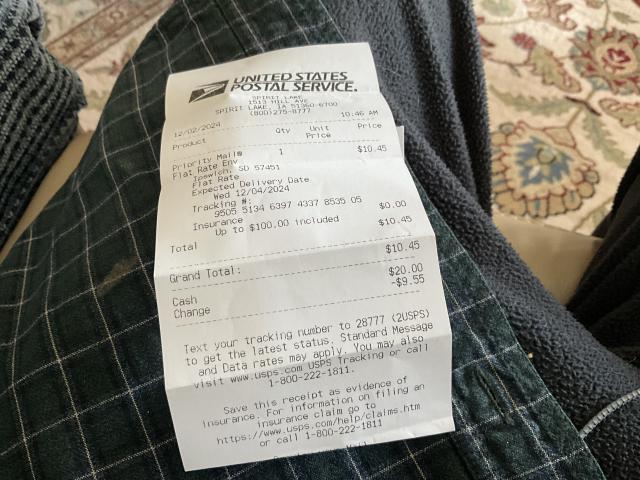 UNITED STATES
POSTAL SERVICE.
SPIRIT LAKE
1513 HILL AVE
SPIRIT LAKE, IA 51360-6700
(800)275-8777
12/02/2024 10:46 AM
Product Qty Unit Price
Price
Priority Mail® 1 $10.45
Flat Rate Env
Ipswich, SD 57451
Flat Rate
Expected Delivery Date
Wed 12/04/2024
Tracking #:
9505 5134 6397 4337 8535 05
Insurance $0.00
Up to $100.00 included
Total $10.45
Grand Total: $10.45
Cash $20.00
Change -$9.55
Text your tracking number to 28777 (2USPS)
to get the latest status. Standard Message
and Data rates may apply. You may also
visit www.usps.com USPS Tracking or call
1-800-222-1811.
Save this receipt as evidence of
insurance. For information on filing an
insurance claim go to
https://www.usps.com/help/claims.htm
or call 1-800-222-1811